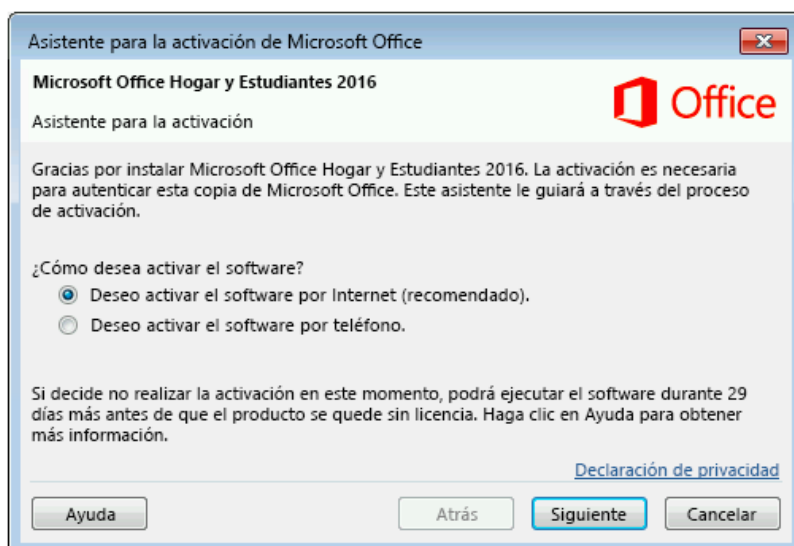 Asistente para la activación de Microsoft Office
Microsoft Office Hogar y Estudiantes 2016
Office
Asistente para la activación
Gracias por instalar Microsoft Office Hogar y Estudiantes 2016. La activación es necesaria
para autenticar esta copia de Microsoft Office. Este asistente le guiará a través del proceso
de activación.
¿Cómo desea activar el software?
Deseo activar el software por Internet (recomendado).
Deseo activar el software por teléfono.
Si decide no realizar la activación en este momento, podrá ejecutar el software durante 29
días más antes de que el producto se quede sin licencia. Haga clic en Ayuda para obtener
más información.
Declaración de privacidad
Ayuda Atrás Siguiente Cancelar